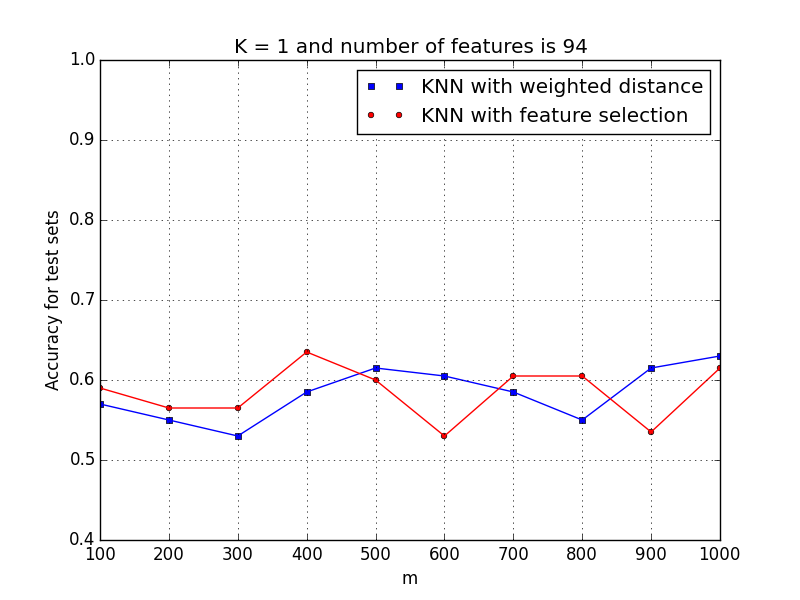 K = 1 and number of features is 94
KNN with weighted distance
KNN with feature selection
Accuracy for test sets
1.0
0.9
0.8
0.7
0.6
0.5
0.4
100 200 300 400 500 600 700 800 900 1000
m